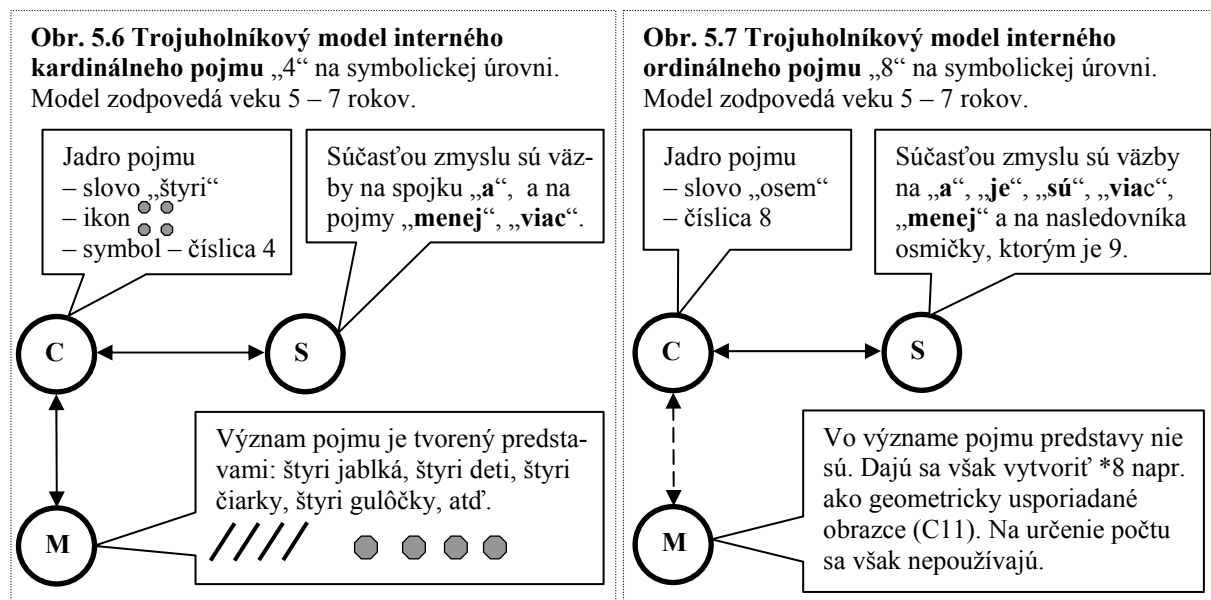 Obr. 5.6 Trojuholníkový model interného
kardinálneho pojmu „4“ na symbolickej úrovni.
Model zodpovedá veku 5 – 7 rokov.
Jadro pojmu
– slovo „štyri“
– ikon
– symbol – číslica 4
Súčasťou zmyslu sú väz-
by na spojku „a“, a na
pojmy „menej“, „viac“.
C
S
Význam pojmu je tvorený predsta-
vami: štyri jablká, štyri deti, štyri
čiarky, štyri gulôčky, atď.
M
Obr. 5.7 Trojuholníkový model interného
ordinálneho pojmu „8“ na symbolickej úrovni.
Model zodpovedá veku 5 – 7 rokov.
Jadro pojmu
– slovo „osem“
– číslica 8
Súčasťou zmyslu sú väzby
na „a“, „je“, „sú“, „viac“,
„menej“ a na nasledovníka
osmičky, ktorým je 9.
C
S
Vo význame pojmu predstavy nie
sú. Dajú sa však vytvoriť *8 napr.
ako geometricky usporiadané
obrazce (C11). Na určenie počtu
sa však nepoužívajú.
M